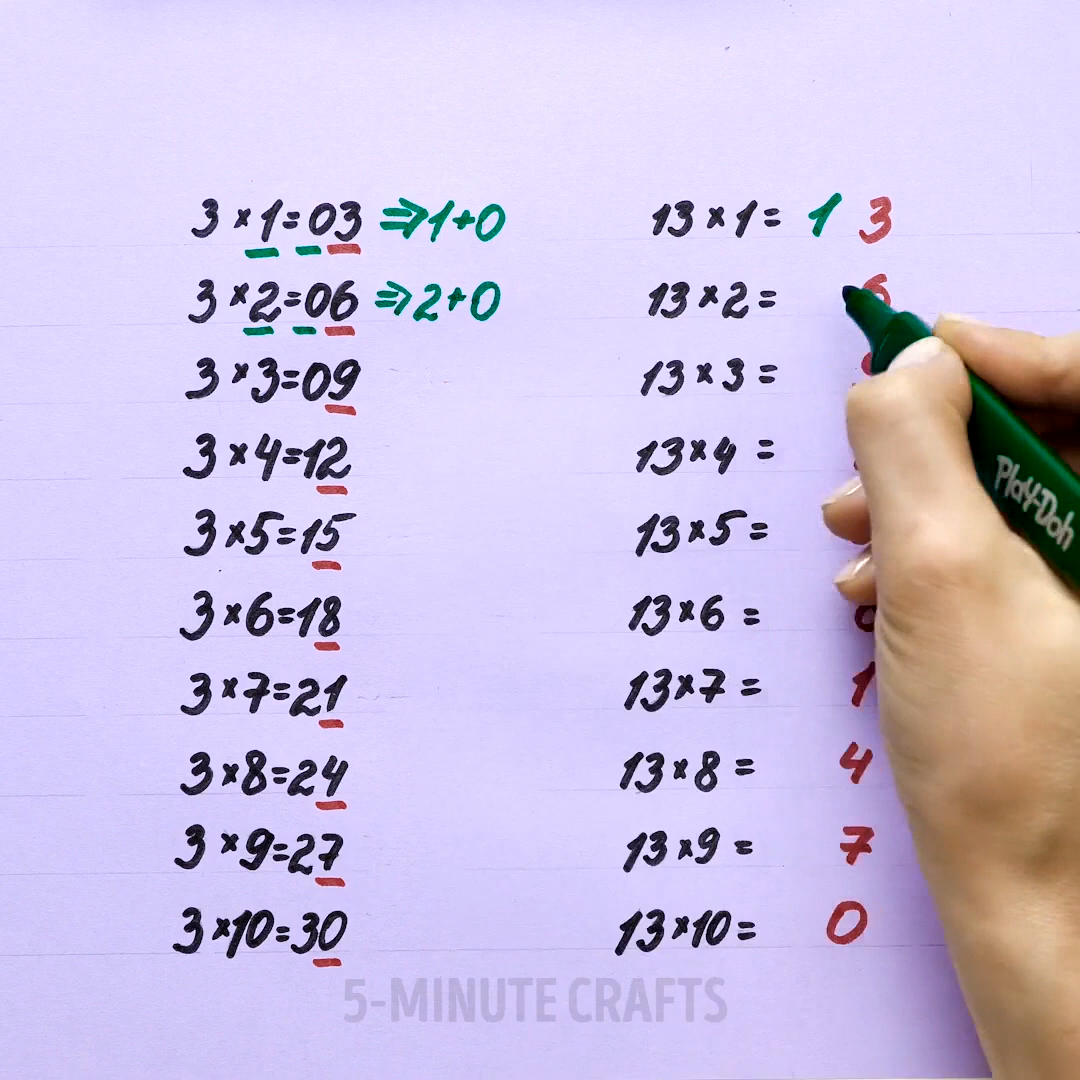 3 × 1 = 03 ⇒ 1+0
3 × 2 = 06 ⇒ 2+0
3 × 3 = 09
3 × 4 = 12
3 × 5 = 15
3 × 6 = 18
3 × 7 = 21
3 × 8 = 24
3 × 9 = 27
3 × 10 = 30
13 × 1 = 1 3
13 × 2 = 6
13 × 3 =
13 × 4 =
13 × 5 =
13 × 6 =
13 × 7 = 1
13 × 8 = 4
13 × 9 = 7
13 × 10 = 0
Play-Doh
5-MINUTE CRAFTS